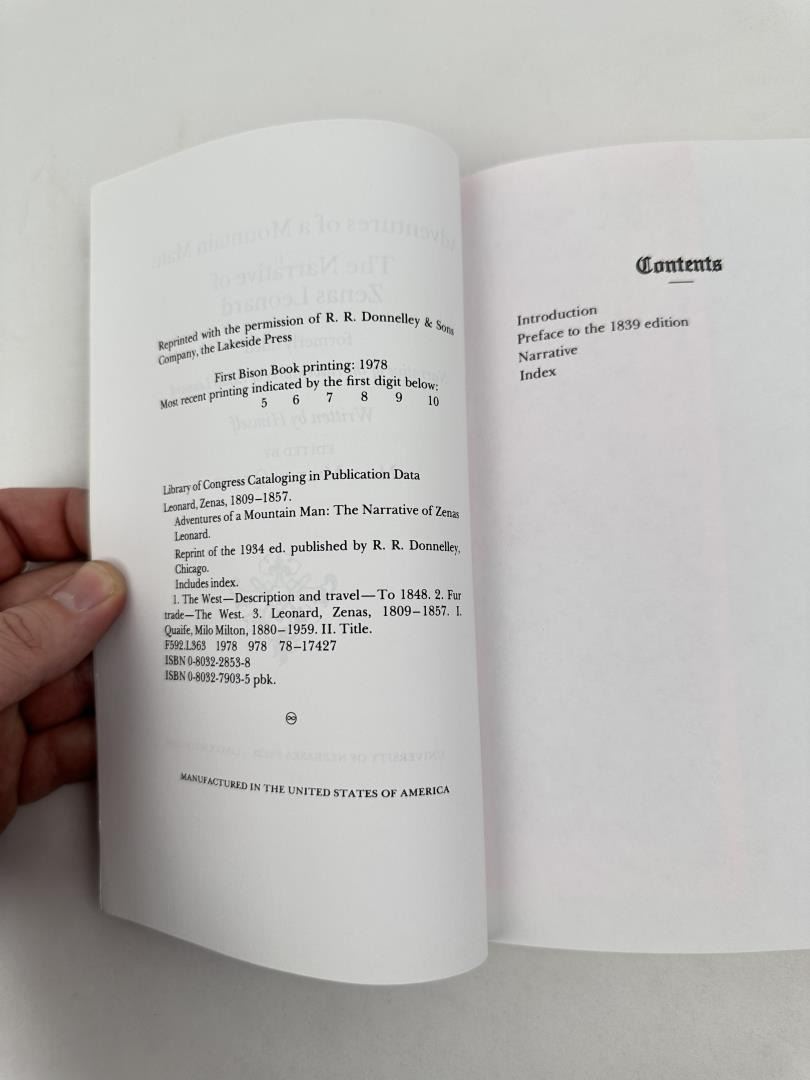 Reprinted with the permission of R. R. Donnelley & Sons
Company, the Lakeside Press
First Bison Book printing: 1978
Most recent printing indicated by the first digit below:
5 6 7 8 9 10
Library of Congress Cataloging in Publication Data
Leonard, Zenas, 1809–1857.
Adventures of a Mountain Man: The Narrative of Zenas
Leonard.
Reprint of the 1934 ed. published by R. R. Donnelley,
Chicago.
Includes index.
1. The West—Description and travel—To 1848. 2. Fur
trade—The West. 3. Leonard, Zenas, 1809–1857. I.
Quaife, Milo Milton, 1880–1959. II. Title.
F592.L363 1978 978 78–17427
ISBN 0-8032-2853-8
ISBN 0-8032-7903-5 pbk.
MANUFACTURED IN THE UNITED STATES OF AMERICA
Contents
Introduction
Preface to the 1839 edition
Narrative
Index